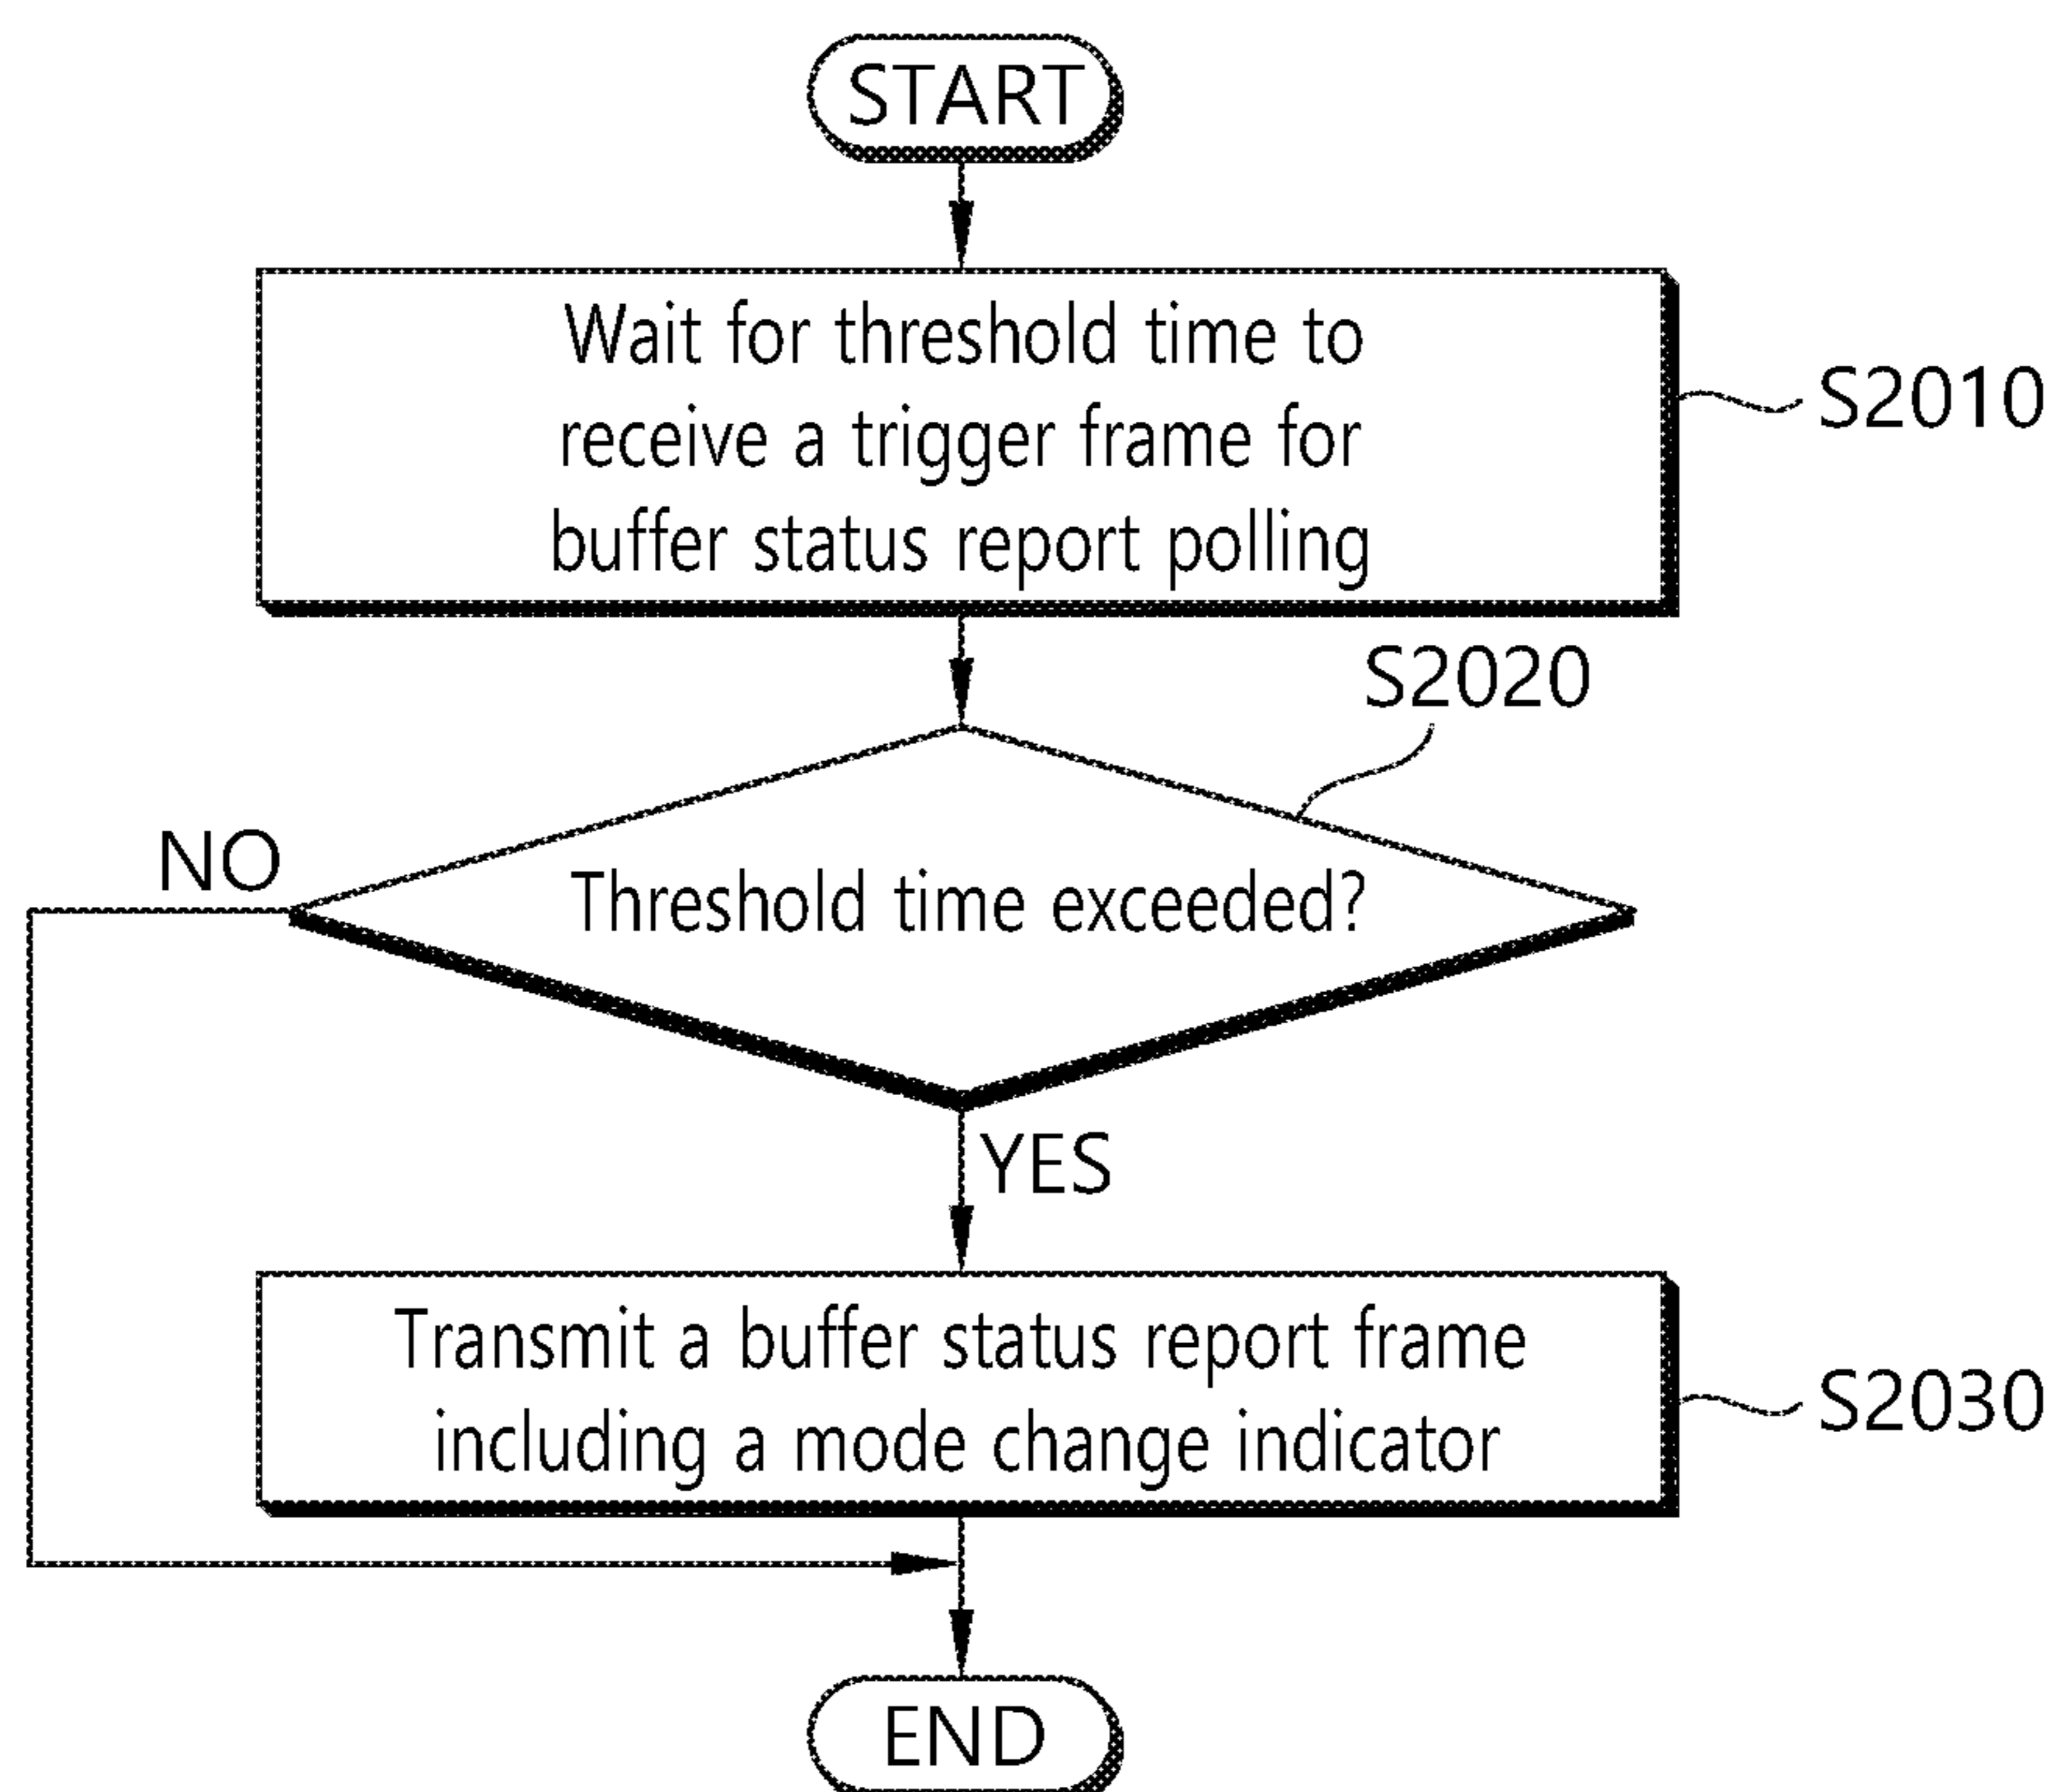 START
Wait for threshold time to
receive a trigger frame for
buffer status report polling
S2010
S2020
NO
Threshold time exceeded?
YES
Transmit a buffer status report frame
including a mode change indicator
S2030
END